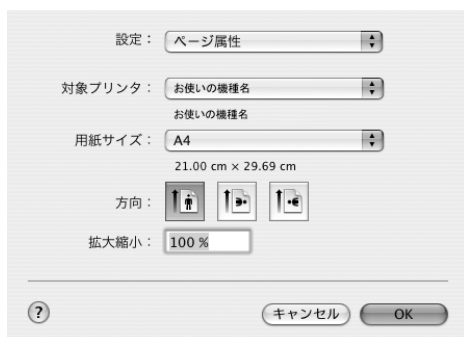 設定： ページ属性
対象プリンタ： お使いの機種名
お使いの機種名
用紙サイズ： A4
21.00 cm × 29.69 cm
方向：
拡大縮小： 100 %
? キャンセル OK